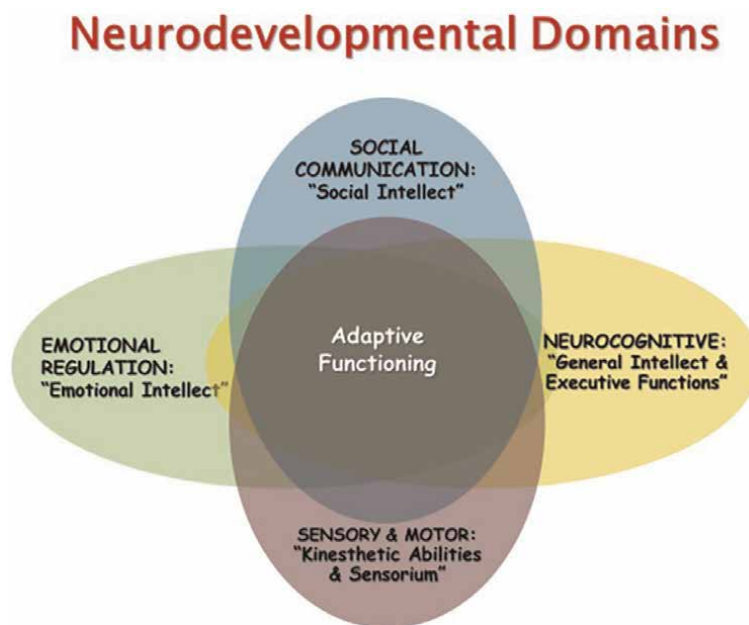 Neurodevelopmental Domains
SOCIAL
COMMUNICATION:
“Social Intellect”
EMOTIONAL
REGULATION:
“Emotional Intellect”
Adaptive
Functioning
NEUROCOGNITIVE:
“General Intellect &
Executive Functions”
SENSORY & MOTOR:
“Kinesthetic Abilities
& Sensorium”